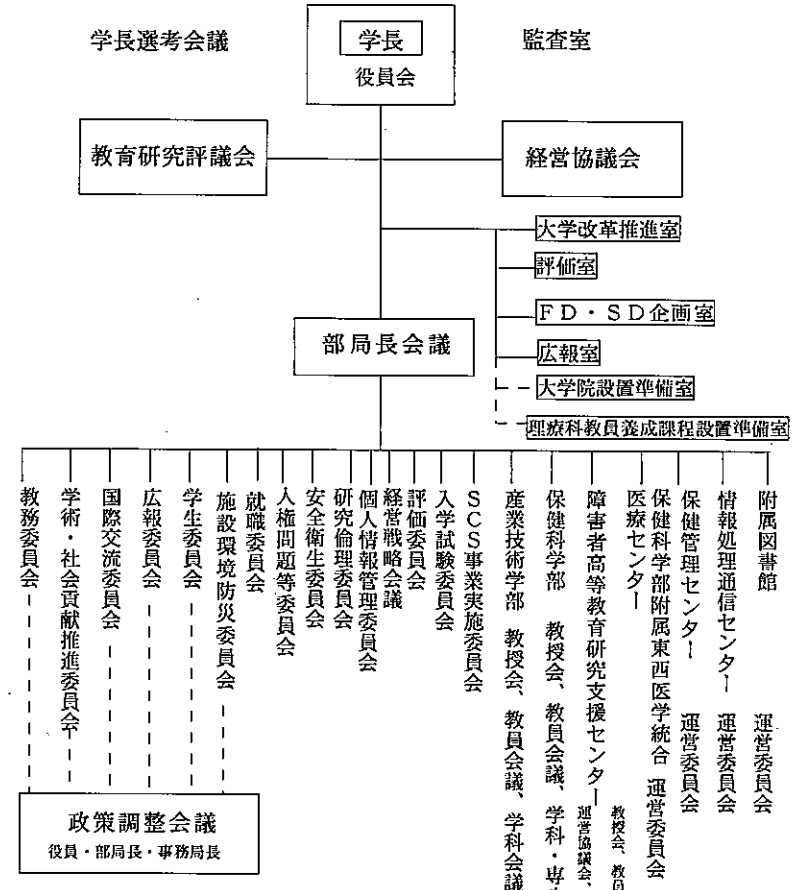 学長選考会議
学長
役員会
監査室
教育研究評議会
経営協議会
大学改革推進室
評価室
FD・SD企画室
広報室
大学院設置準備室
理療科教員養成課程設置準備室
部局長会議
教務委員会
学術・社会貢献推進委員会
国際交流委員会
広報委員会
学生委員会
施設環境防災委員会
就職委員会
人権問題等委員会
安全衛生委員会
研究倫理委員会
個人情報管理委員会
経営戦略会議
評価委員会
入学試験委員会
SCS事業実施委員会
産業技術学部 教授会、教員会議、学科会議
保健科学部 教授会、教員会議、学科・専
障害者高等教育研究支援センター
教授会、教員
運営協議会、
保健科学部附属東西医学統合
医療センター
運営委員会
保健管理センター 運営委員会
情報処理通信センター 運営委員会
附属図書館 運営委員会
政策調整会議
役員・部局長・事務局長